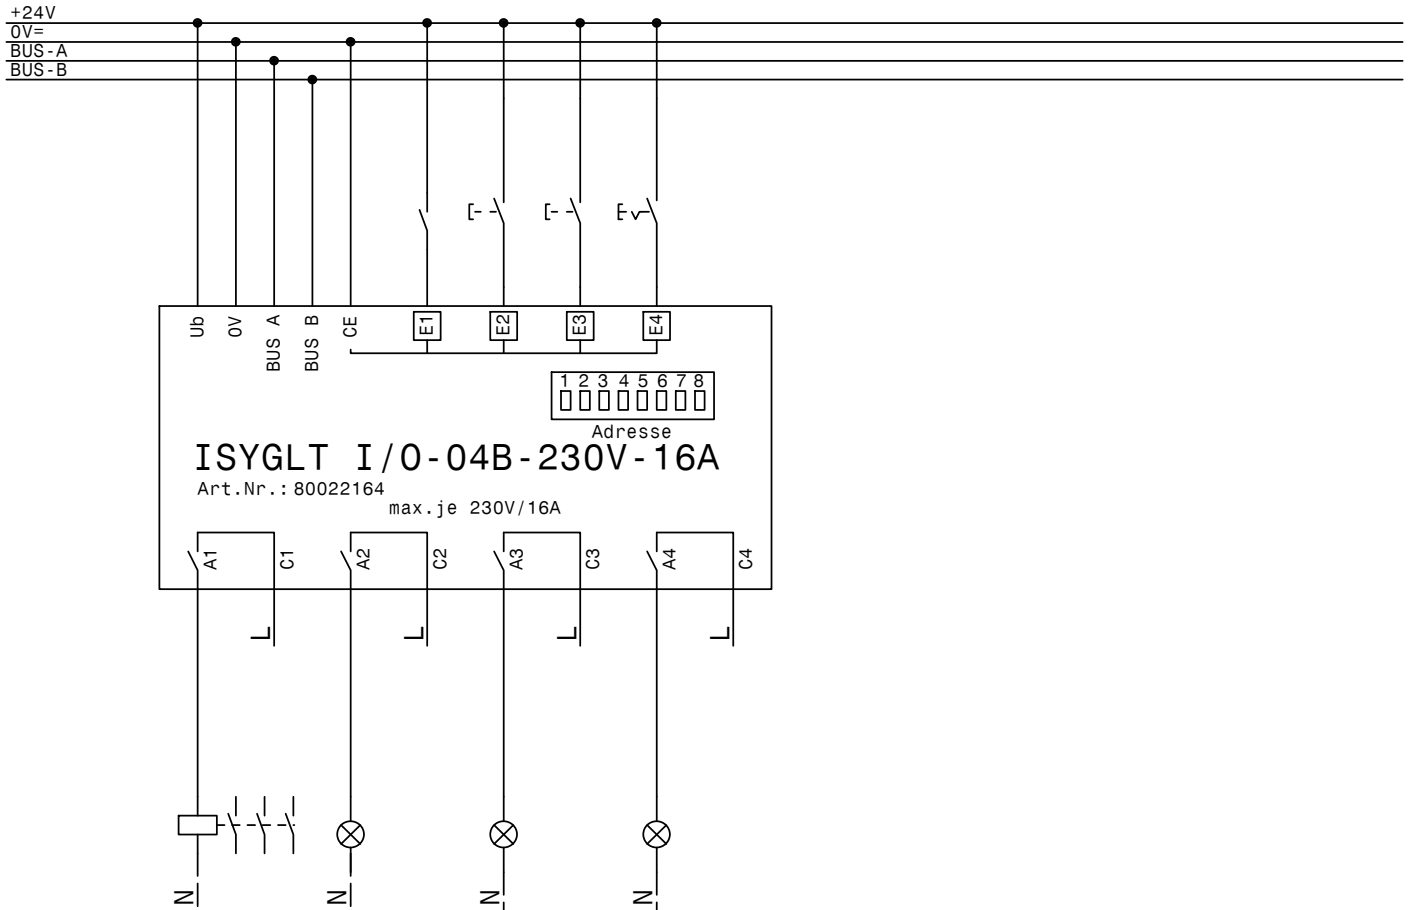 +24V
0V=
BUS-A
BUS-B
Ub
0V
BUS A
BUS B
CE
E1
E2
E3
E4
1 2 3 4 5 6 7 8
Adresse
ISYGLT I/O-04B-230V-16A
Art.Nr.: 80022164
max.je 230V/16A
A1
C1
A2
C2
A3
C3
A4
C4
L
L
L
L
N
N
N
N